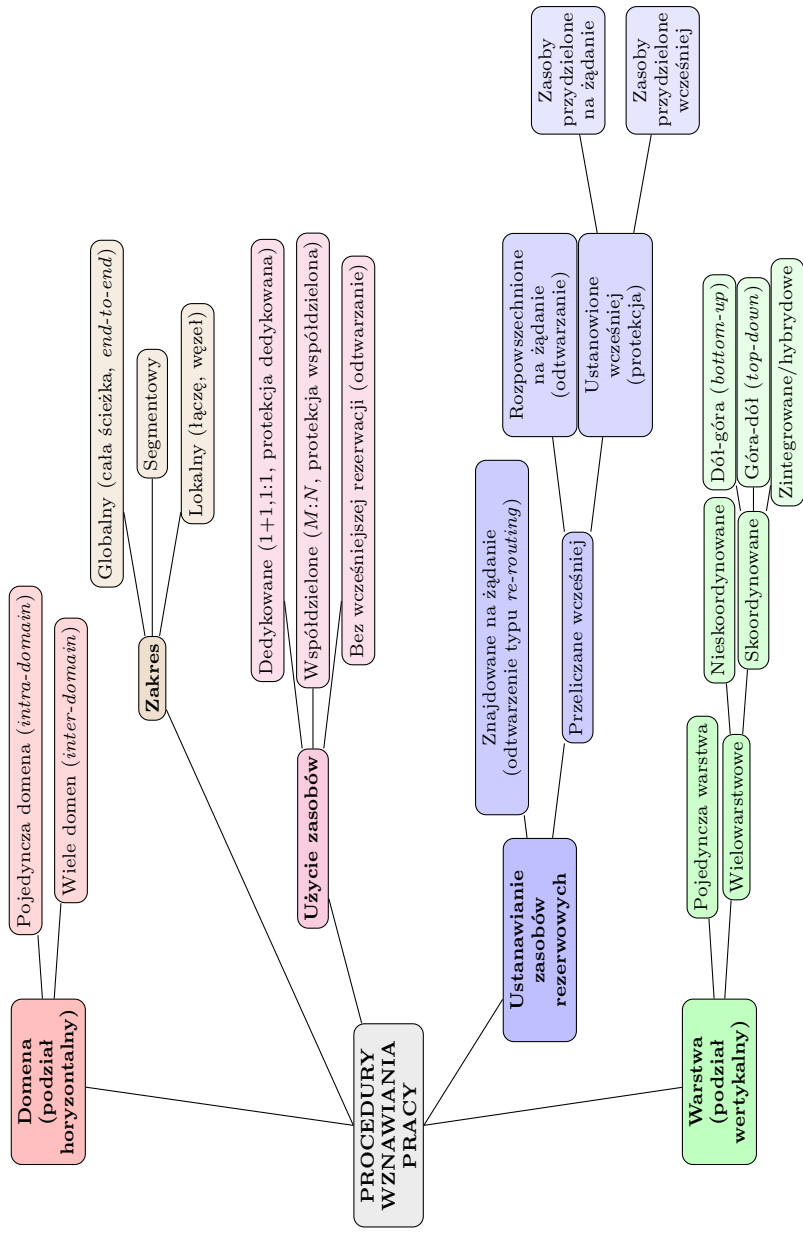 PROCEDURY
WZNAWIANIA
PRACY
Domena
(podział
horyzontalny)
Pojedyncza domena (intra-domain)
Wiele domen (inter-domain)
Zakres
Globalny (cała ścieżka, end-to-end)
Segmentowy
Lokalny (łączę, węzeł)
Użycie zasobów
Dedykowane (1+1,1:1, protekcja dedykowana)
Współdzielone (M:N, protekcja współdzielona)
Bez wcześniejszej rezerwacji (odtwarzanie)
Ustanawianie
zasobów
rezerwowych
Znajdowane na żądanie
(odtwarzenie typu re-routing)
Przeliczane wcześniej
Rozpowszechnione
na żądanie
(odtwarzanie)
Ustanowione
wcześniej
(protekcja)
Zasoby
przydzielone
na żądanie
Zasoby
przydzielone
wcześniej
Warstwa
(podział
wertykalny)
Pojedyncza warstwa
Wielowarstwowe
Nieskoordynowane
Skoordynowane
Dół-góra (bottom-up)
Góra-dół (top-down)
Zintegrowane/hybrydowe